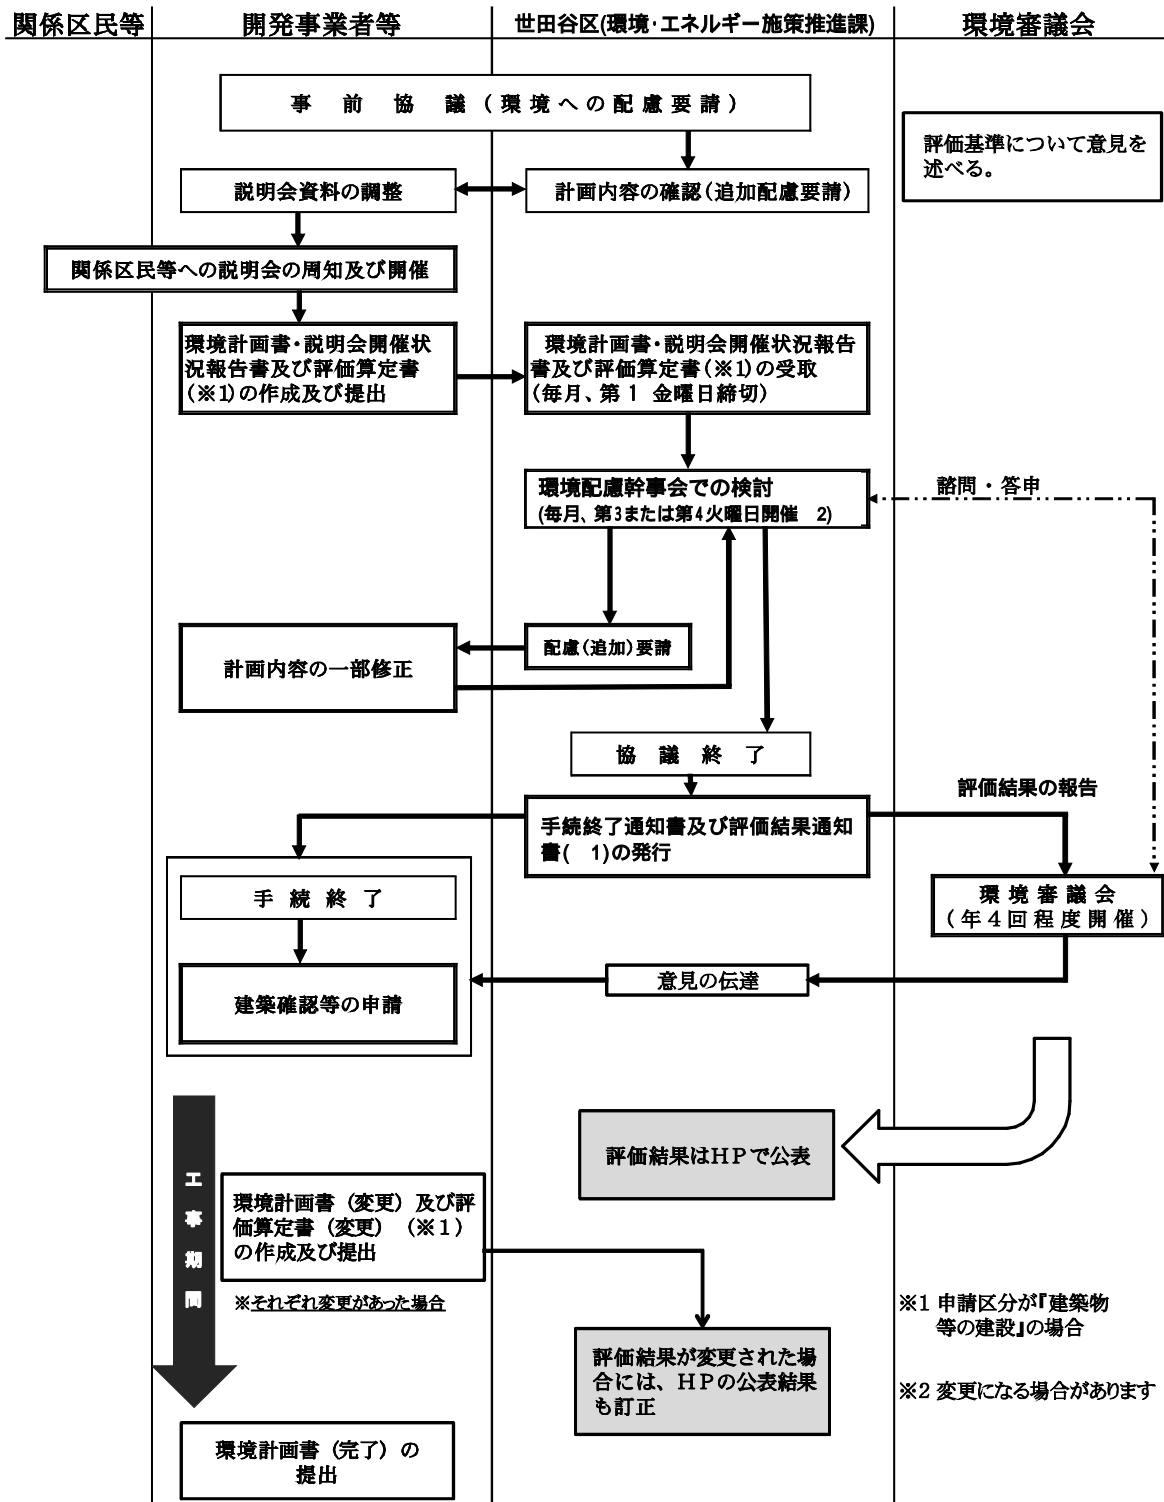 関係区民等
開発事業者等
世田谷区(環境・エネルギー施策推進課)
環境審議会
事前協議(環境への配慮要請)
評価基準について意見を
述べる。
説明会資料の調整
計画内容の確認(追加配慮要請)
関係区民等への説明会の周知及び開催
環境計画書・説明会開催状
況報告書及び評価算定書
(※1)の作成及び提出
環境計画書・説明会開催状況報告
書及び評価算定書(※1)の受取
(毎月、第1 金曜日締切)
環境配慮幹事会での検討
(毎月、第3または第4火曜日開催 2)
諮問・答申
配慮(追加)要請
計画内容の一部修正
協議終了
評価結果の報告
手続終了通知書及び評価結果通知
書( 1)の発行
手続終了
環境審議会
(年4回程度開催)
意見の伝達
建築確認等の申請
評価結果はHPで公表
工事期間
環境計画書(変更)及び評
価算定書(変更)(※1)
の作成及び提出
※それぞれ変更があった場合
※1 申請区分が『建築物
等の建設』の場合
評価結果が変更された場
合には、HPの公表結果
も訂正
※2 変更になる場合があります
環境計画書(完了)の
提出